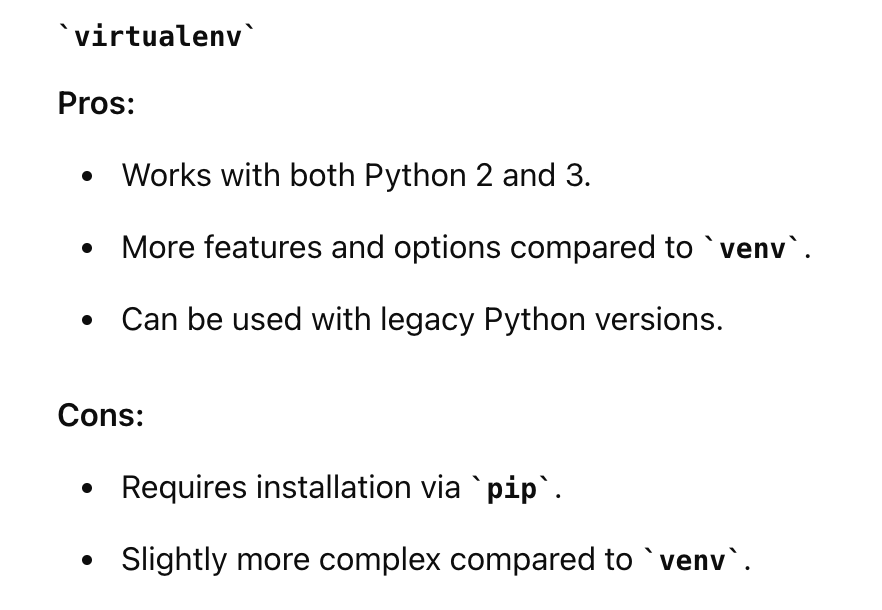 `virtualenv`
Pros:
• Works with both Python 2 and 3.
• More features and options compared to `venv`.
• Can be used with legacy Python versions.
Cons:
• Requires installation via `pip`.
• Slightly more complex compared to `venv`.